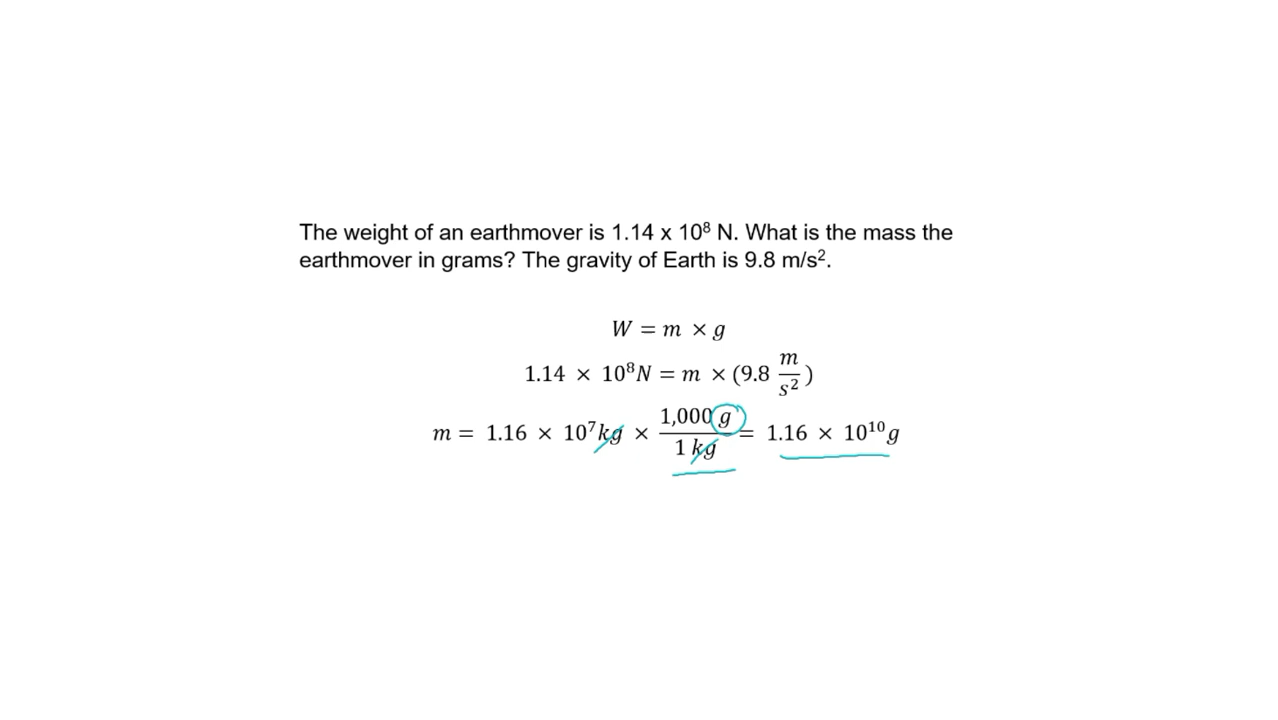 The weight of an earthmover is 1.14 x 10⁸ N. What is the mass the
earthmover in grams? The gravity of Earth is 9.8 m/s².
W = m × g
1.14 × 10⁸N = m × (9.8 m/s²)
m = 1.16 × 10⁷kg × 1,000 g/1 kg = 1.16 × 10¹⁰g